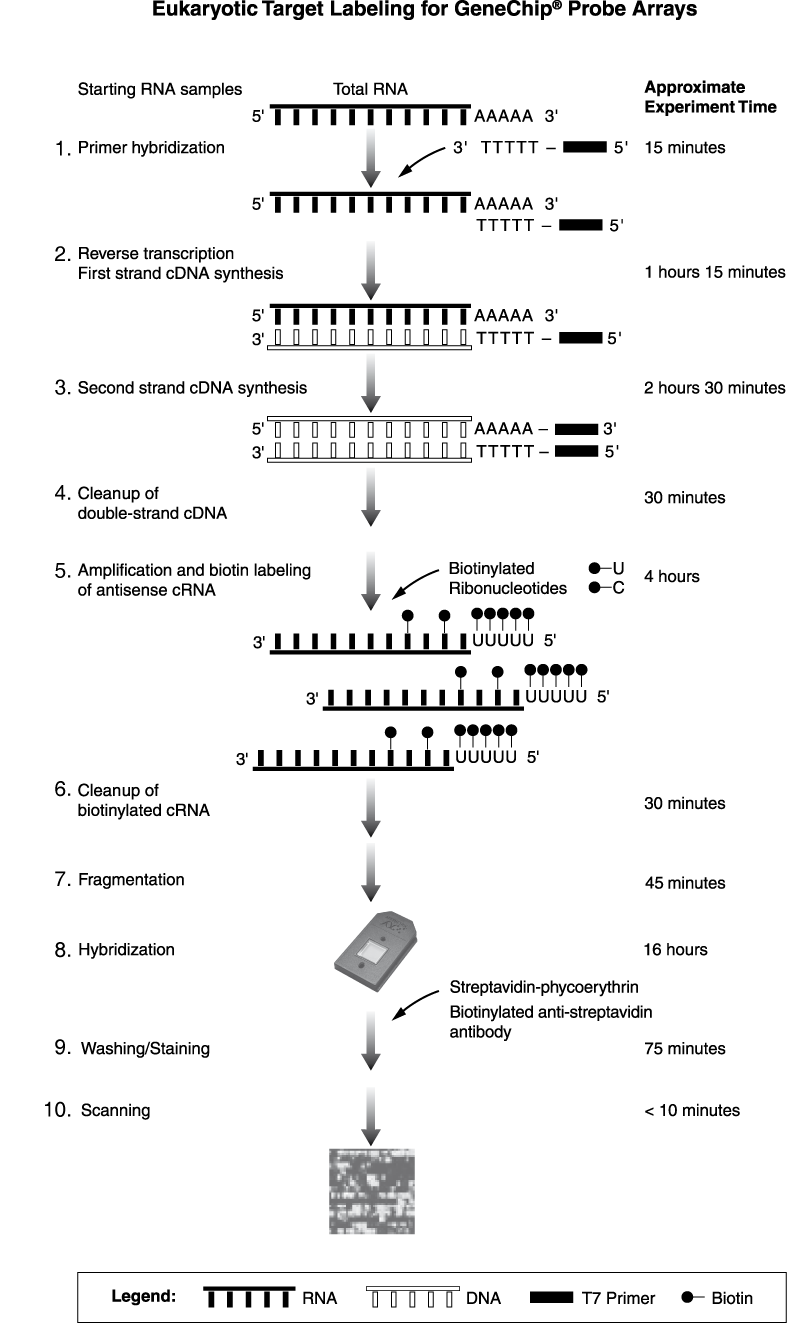 Eukaryotic Target Labeling for GeneChip® Probe Arrays
Starting RNA samples
Total RNA
Approximate
Experiment Time
5' AAAAA 3'
1. Primer hybridization
3' TTTTT – 5'
15 minutes
5' AAAAA 3'
TTTTT – 5'
2. Reverse transcription
First strand cDNA synthesis
1 hours 15 minutes
5' AAAAA 3'
3' TTTTT – 5'
3. Second strand cDNA synthesis
2 hours 30 minutes
5' AAAAA – 3'
3' TTTTT – 5'
4. Cleanup of
double-strand cDNA
30 minutes
5. Amplification and biotin labeling
of antisense cRNA
Biotinylated
Ribonucleotides
U
C
4 hours
3' UUUUU 5'
3' UUUUU 5'
3' UUUUU 5'
6. Cleanup of
biotinylated cRNA
30 minutes
7. Fragmentation
45 minutes
8. Hybridization
16 hours
Streptavidin-phycoerythrin
Biotinylated anti-streptavidin
antibody
9. Washing/Staining
75 minutes
10. Scanning
< 10 minutes
Legend: RNA DNA T7 Primer Biotin